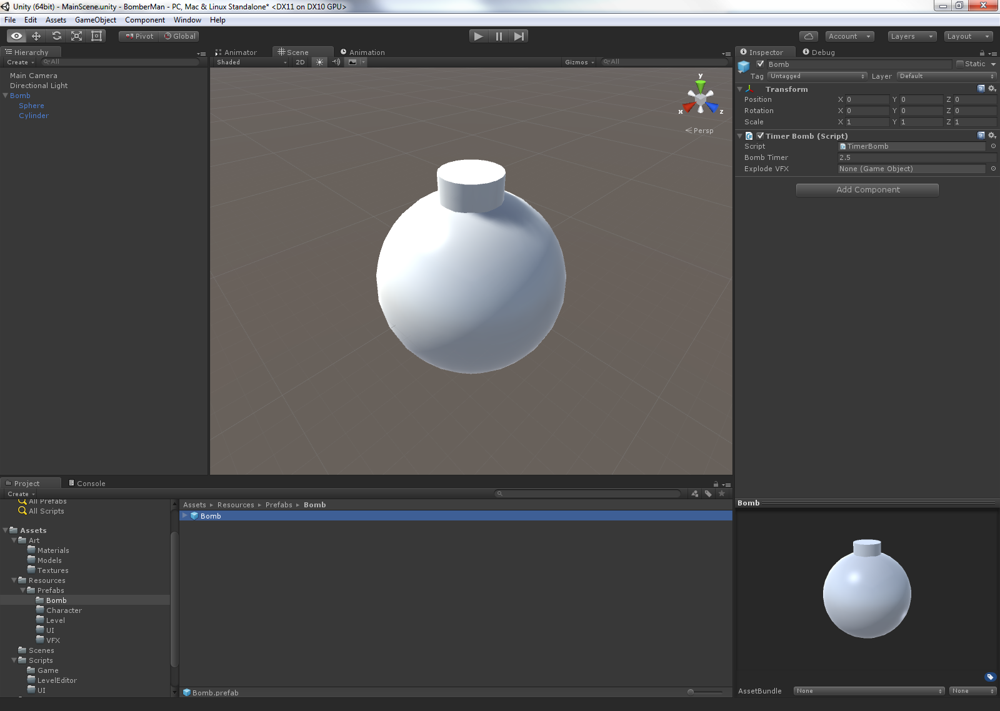 Unity (64bit) - MainScene.unity - BomberMan - PC, Mac & Linux Standalone* <DX11 on DX10 GPU>
File Edit Assets GameObject Component Window Help
Pivot Global Account Layers Layout
Hierarchy
Create All
Main Camera
Directional Light
Bomb
Sphere
Cylinder
Animator Scene Animation
Shaded 2D Gizmos All
y
x z
Persp
Inspector Debug
Bomb Static
Tag Untagged Layer Default
Transform
Position X 0 Y 0 Z 0
Rotation X 0 Y 0 Z 0
Scale X 1 Y 1 Z 1
Timer Bomb (Script)
Script TimerBomb
Bomb Timer 2.5
Explode VFX None (Game Object)
Add Component
Project Console
Create
All Prefabs
All Scripts
Assets
Art
Materials
Models
Textures
Resources
Prefabs
Bomb
Character
Level
UI
VFX
Scenes
Scripts
Game
LevelEditor
UI
Assets Resources Prefabs Bomb
Bomb
Bomb.prefab
Bomb
AssetBundle None None